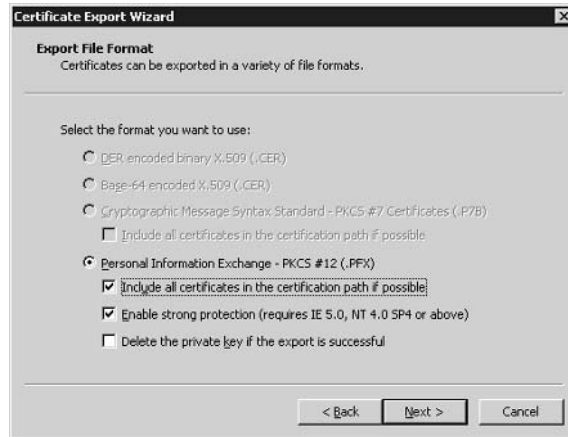 Certificate Export Wizard
Export File Format
Certificates can be exported in a variety of file formats.
Select the format you want to use:
DER encoded binary X.509 (.CER)
Base-64 encoded X.509 (.CER)
Cryptographic Message Syntax Standard - PKCS #7 Certificates (.P7B)
Include all certificates in the certification path if possible
Personal Information Exchange - PKCS #12 (.PFX)
Include all certificates in the certification path if possible
Enable strong protection (requires IE 5.0, NT 4.0 SP4 or above)
Delete the private key if the export is successful
< Back Next > Cancel